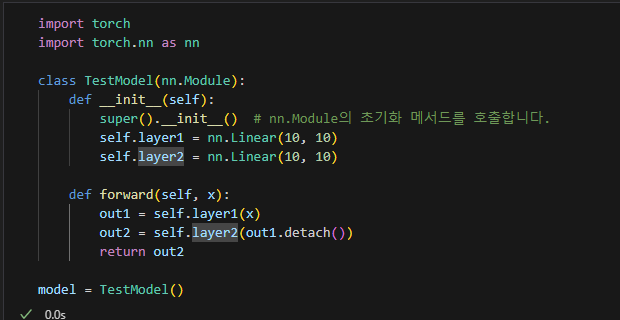 import torch
import torch.nn as nn
class TestModel(nn.Module):
def __init__(self):
super().__init__()  # nn.Module의 초기화 메서드를 호출합니다.
self.layer1 = nn.Linear(10, 10)
self.layer2 = nn.Linear(10, 10)
def forward(self, x):
out1 = self.layer1(x)
out2 = self.layer2(out1.detach())
return out2
model = TestModel()
0.0s